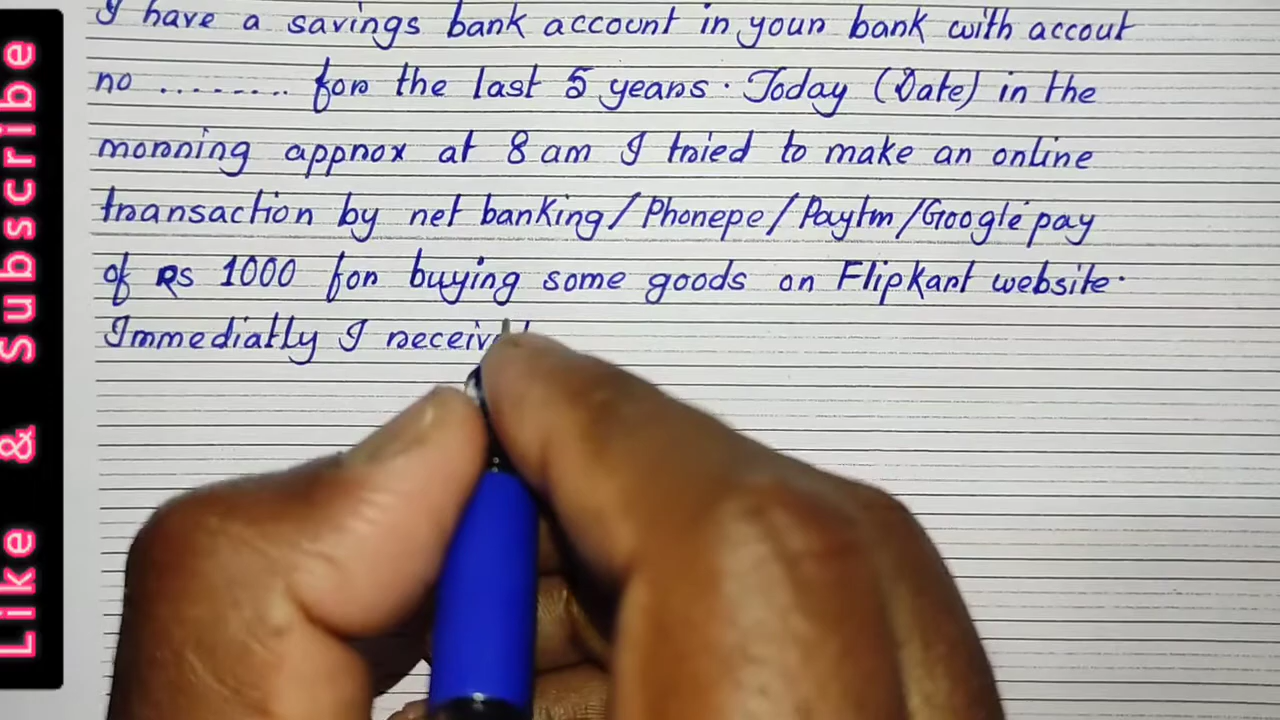 I have a savings bank account in your bank with accout
no ........ for the last 5 years. Today (Date) in the
morning approx at 8 am I tried to make an online
transaction by net banking/Phonepe/Paytm/Google pay
of Rs 1000 for buying some goods on Flipkart website.
Immediatly I
Like & Subscribe